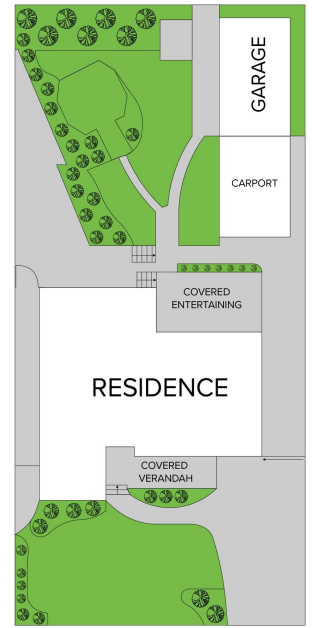 GARAGE
CARPORT
COVERED
ENTERTAINING
RESIDENCE
COVERED
VERANDAH